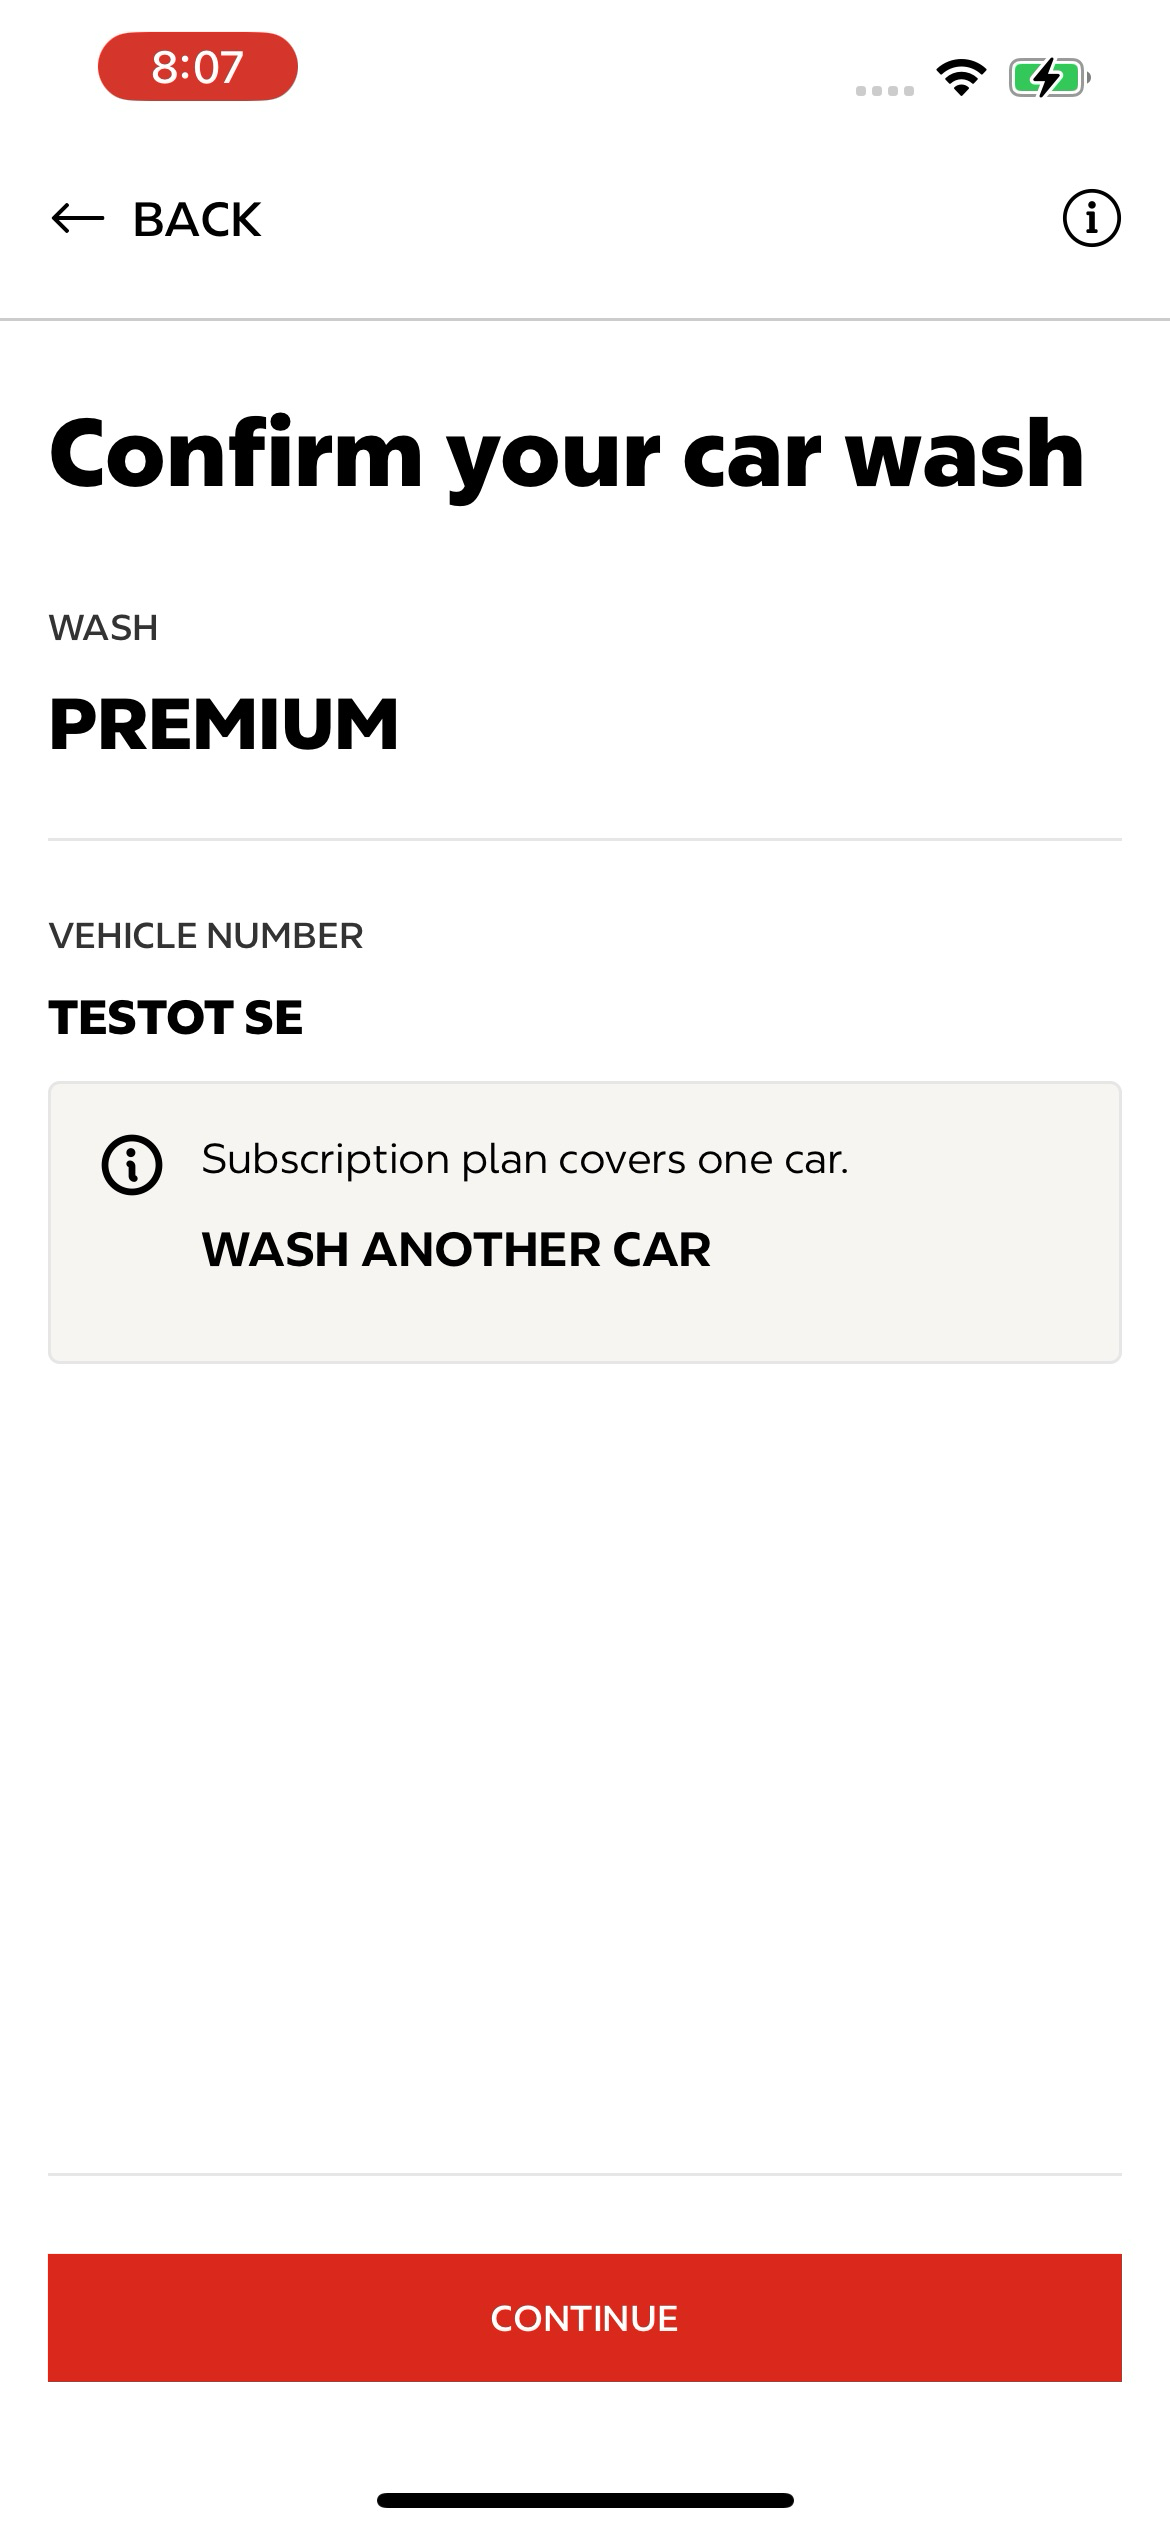 8:07
BACK
Confirm your car wash
WASH
PREMIUM
VEHICLE NUMBER
TESTOT SE
Subscription plan covers one car.
WASH ANOTHER CAR
CONTINUE